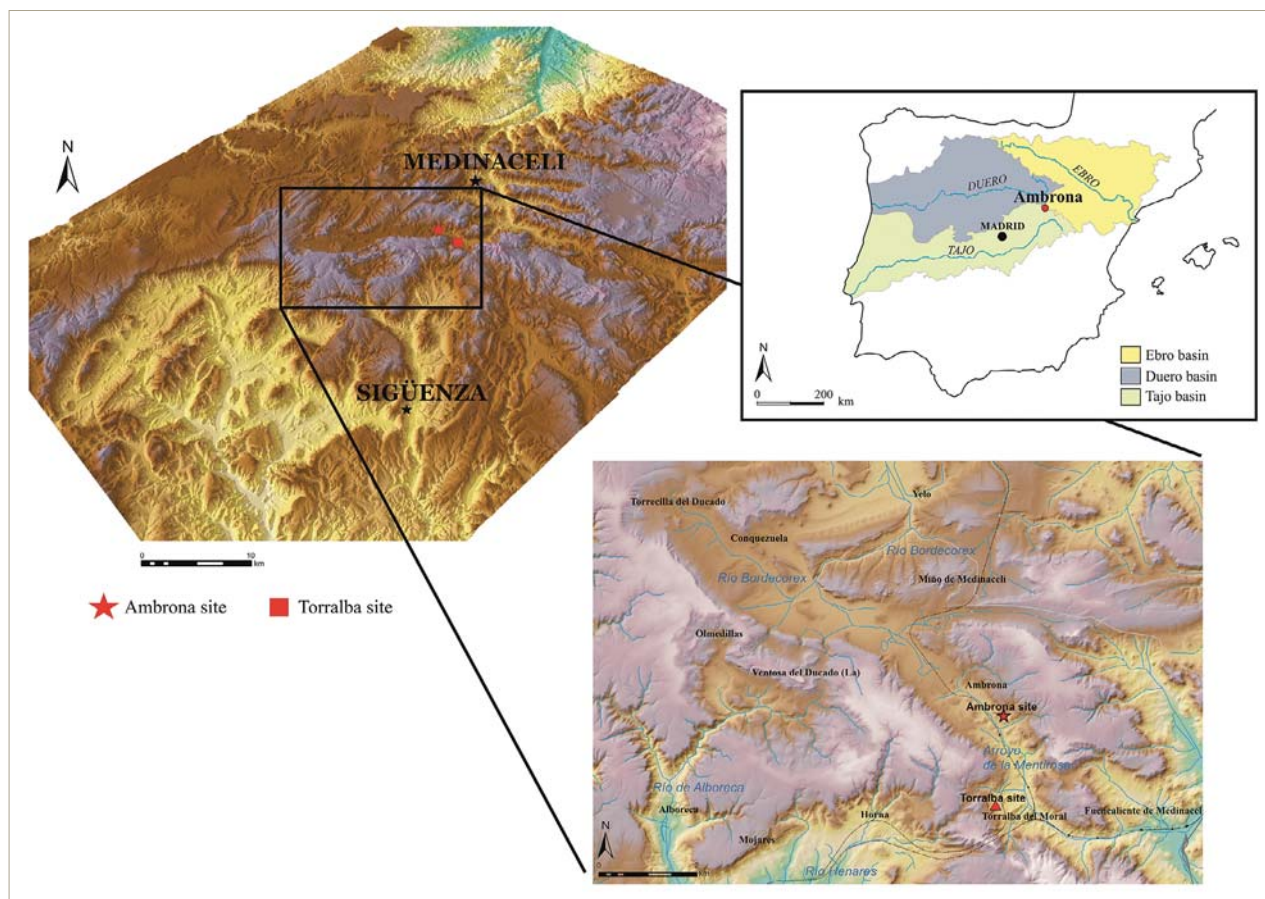 N
MEDINACELI
SIGÜENZA
0 10
km
Ambrona site
Torralba site
DUERO
EBRO
Ambrona
MADRID
TAJO
N
0 200
km
Ebro basin
Duero basin
Tajo basin
Torrecilla del Ducado
Yelo
Conquezuela
Río Bordecorex
Río Bordecorex
Miño de Medinaceli
Olmedillas
Ventosa del Ducado (La)
Ambrona
Ambrona site
Arroyo
de la Mentirosa
Río de Alboreca
Torralba site
Alboreca
Horna
Torralba del Moral
Fuencaliente de Medinacel
Mojares
N
Río Henares